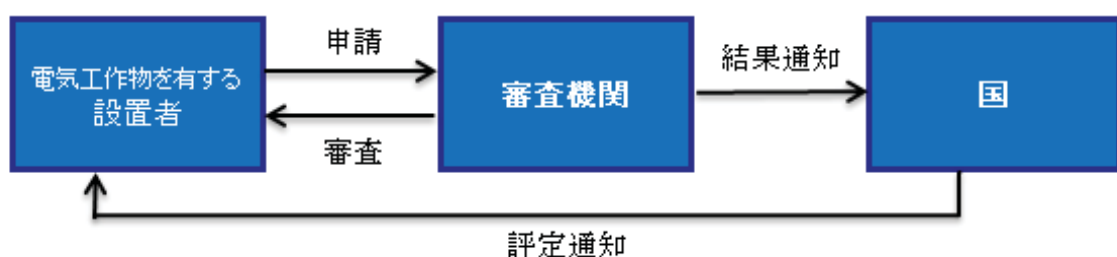 電気工作物を有する
設置者
申請
審査
審査機関
結果通知
国
評定通知